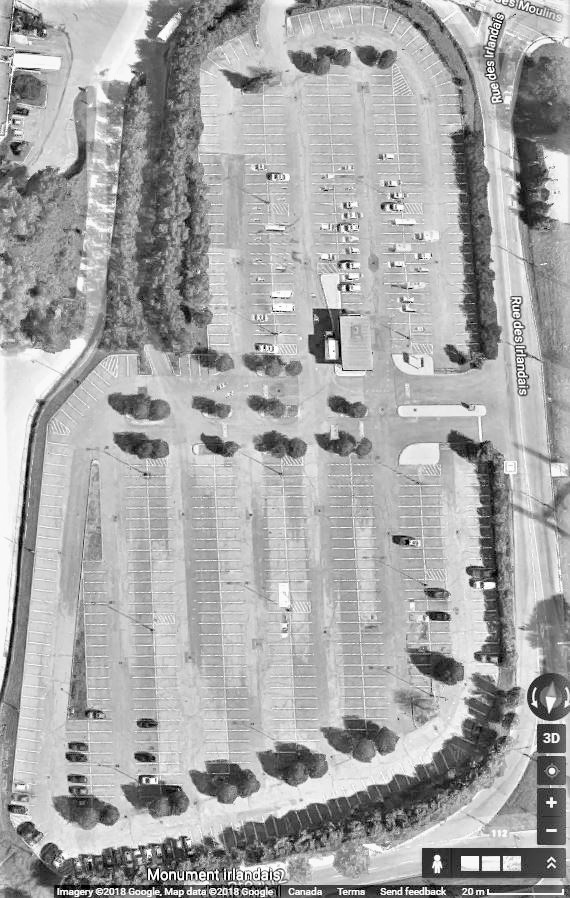 des Moulins
Rue des Irlandais
Rue des Irlandais
3D
+
−
112
Monument irlandais
Imagery ©2018 Google, Map data ©2018 Google Canada Terms Send feedback 20 m